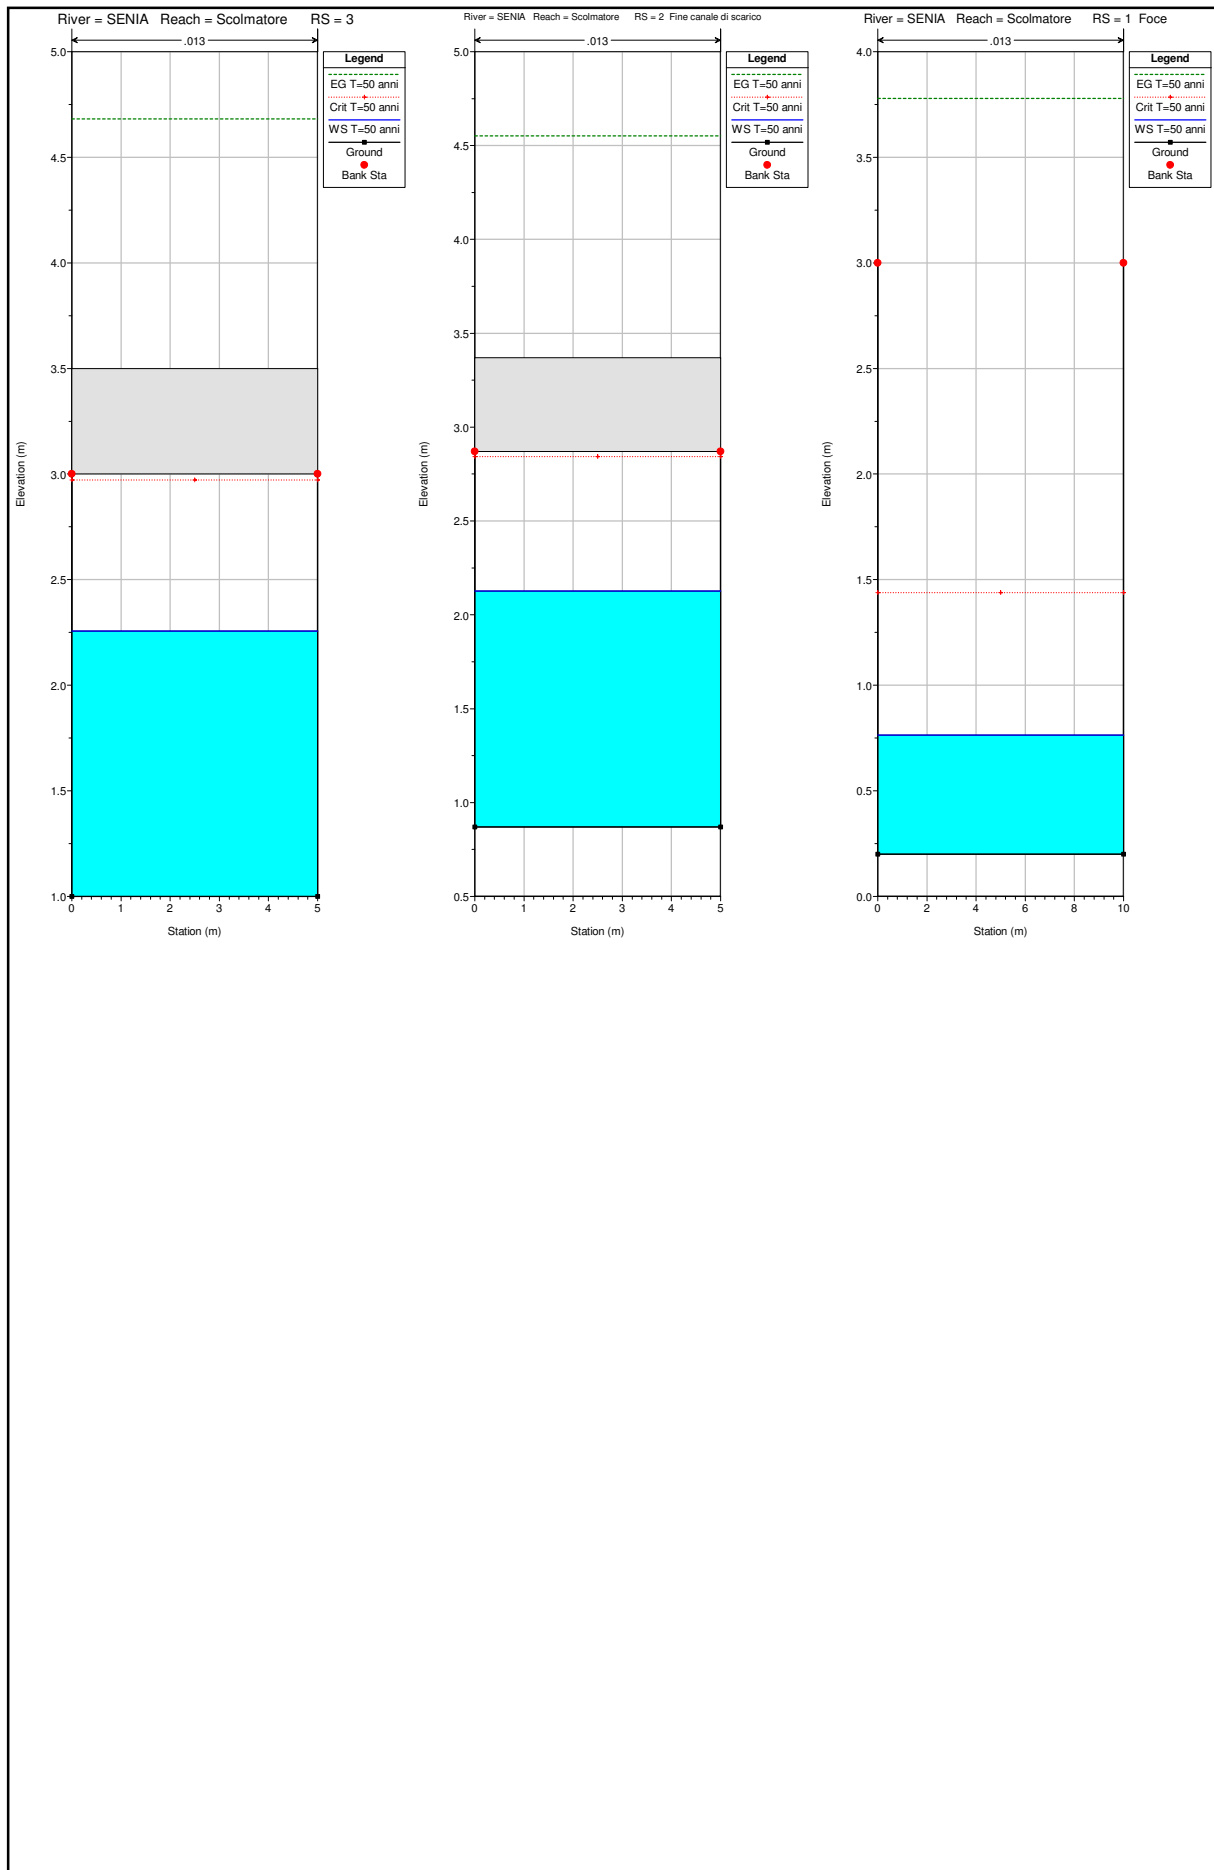 River = SENIA   Reach = Scolmatore   RS = 3
.013
Legend
EG T=50 anni
Crit T=50 anni
WS T=50 anni
Ground
Bank Sta
5.0
4.5
4.0
3.5
3.0
2.5
2.0
1.5
1.0
Elevation (m)
0 1 2 3 4 5
Station (m)
River = SENIA   Reach = Scolmatore   RS = 2   Fine canale di scarico
.013
Legend
EG T=50 anni
Crit T=50 anni
WS T=50 anni
Ground
Bank Sta
5.0
4.5
4.0
3.5
3.0
2.5
2.0
1.5
1.0
0.5
Elevation (m)
0 1 2 3 4 5
Station (m)
River = SENIA   Reach = Scolmatore   RS = 1   Foce
.013
Legend
EG T=50 anni
Crit T=50 anni
WS T=50 anni
Ground
Bank Sta
4.0
3.5
3.0
2.5
2.0
1.5
1.0
0.5
0.0
Elevation (m)
0 2 4 6 8 10
Station (m)